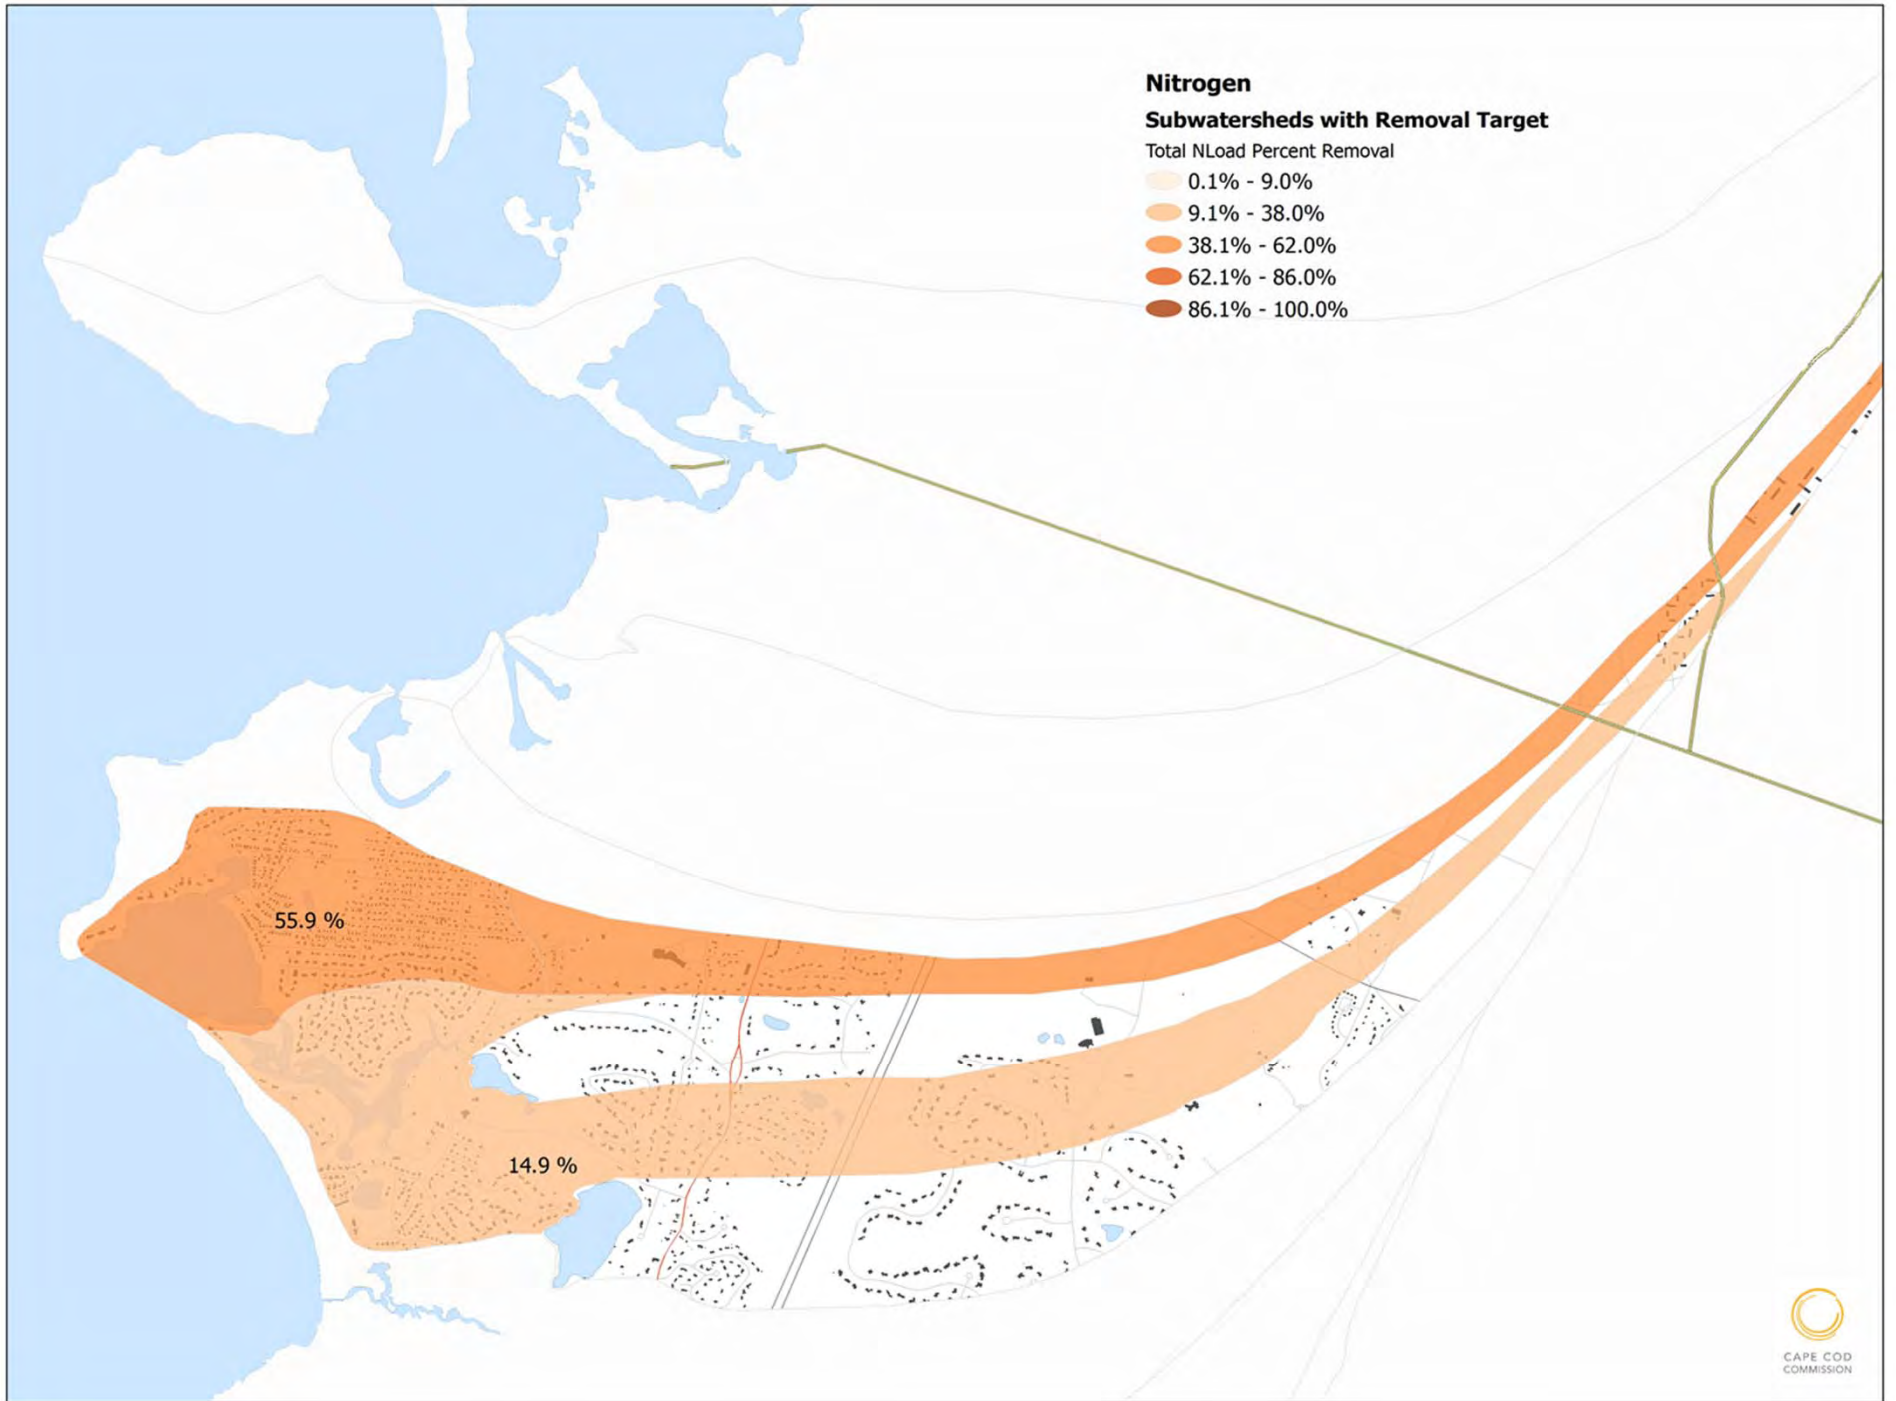 Nitrogen
Subwatersheds with Removal Target
Total NLoad Percent Removal
0.1% - 9.0%
9.1% - 38.0%
38.1% - 62.0%
62.1% - 86.0%
86.1% - 100.0%
55.9 %
14.9 %
CAPE COD
COMMISSION